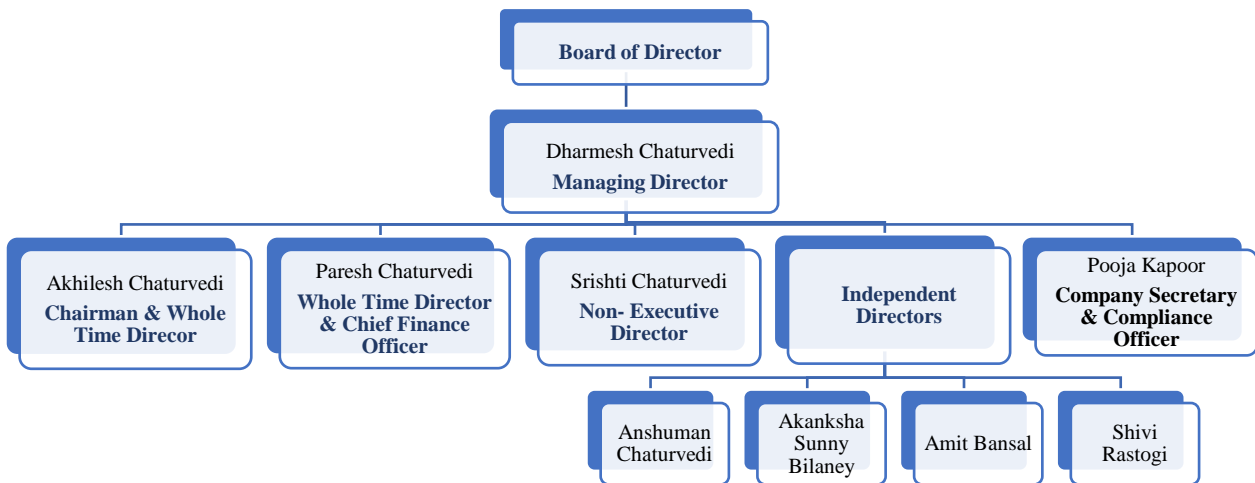 Board of Director
Dharmesh Chaturvedi
Managing Director
Akhilesh Chaturvedi
Chairman & Whole
Time Direcor
Paresh Chaturvedi
Whole Time Director
& Chief Finance
Officer
Srishti Chaturvedi
Non- Executive
Director
Independent
Directors
Pooja Kapoor
Company Secretary
& Compliance
Officer
Anshuman
Chaturvedi
Akanksha
Sunny
Bilaney
Amit Bansal
Shivi
Rastogi